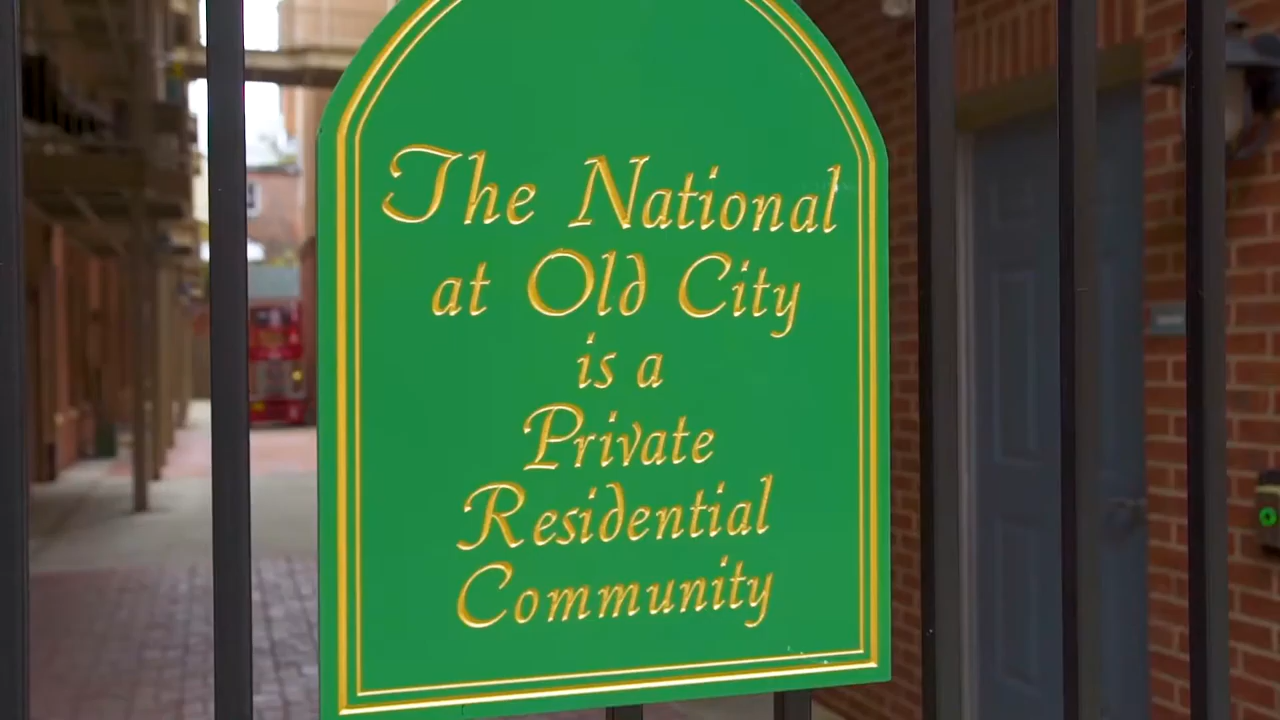 The National
at Old City
is a
Private
Residential
Community